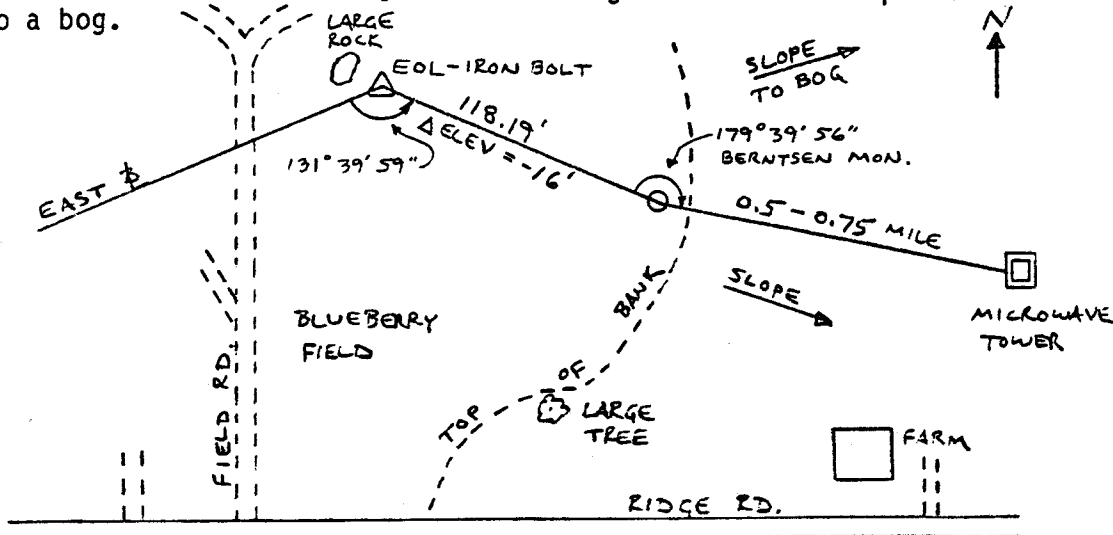 o a bog.
LARGE
ROCK
EOL-IRON BOLT
SLOPE
TO BOG
N
118.19'
Δ ELEV = -16'
179°39'56"
BERNTSEN MON.
131°39'59"
EAST ℄
0.5 - 0.75 MILE
SLOPE
MICROWAVE
TOWER
BLUEBERRY
FIELD
FIELD RD.
TOP OF BANK
LARGE
TREE
FARM
RIDGE RD.